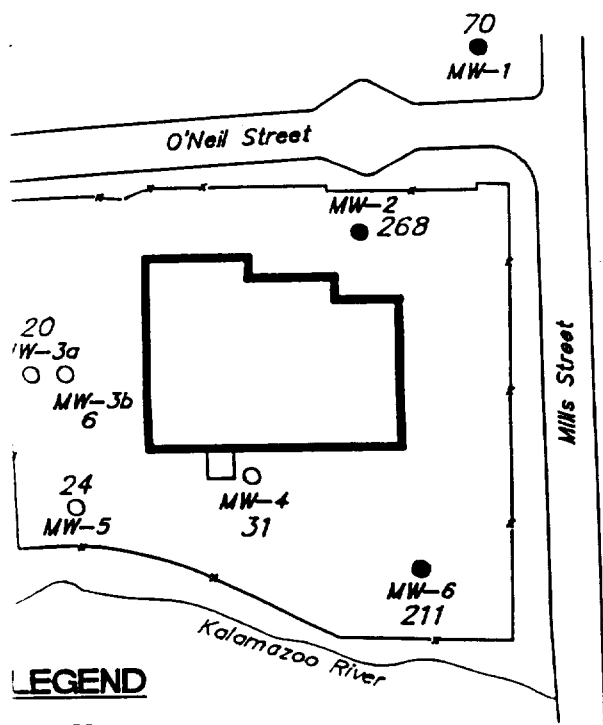 70
MW-1
O'Neil Street
MW-2
268
Mills Street
20
W-3a
MW-3b
6
24
MW-5
MW-4
31
MW-6
211
Kalamazoo River
LEGEND